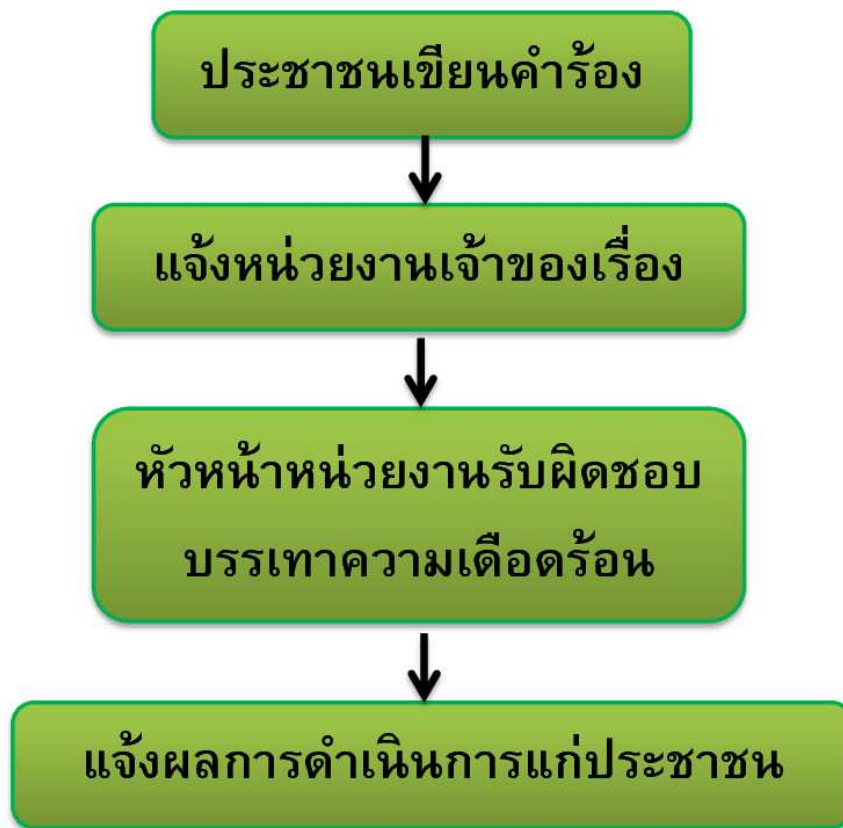 ประชาชนเขียนคำร้อง
แจ้งหน่วยงานเจ้าของเรื่อง
หัวหน้าหน่วยงานรับผิดชอบ
บรรเทาความเดือดร้อน
แจ้งผลการดำเนินการแก่ประชาชน